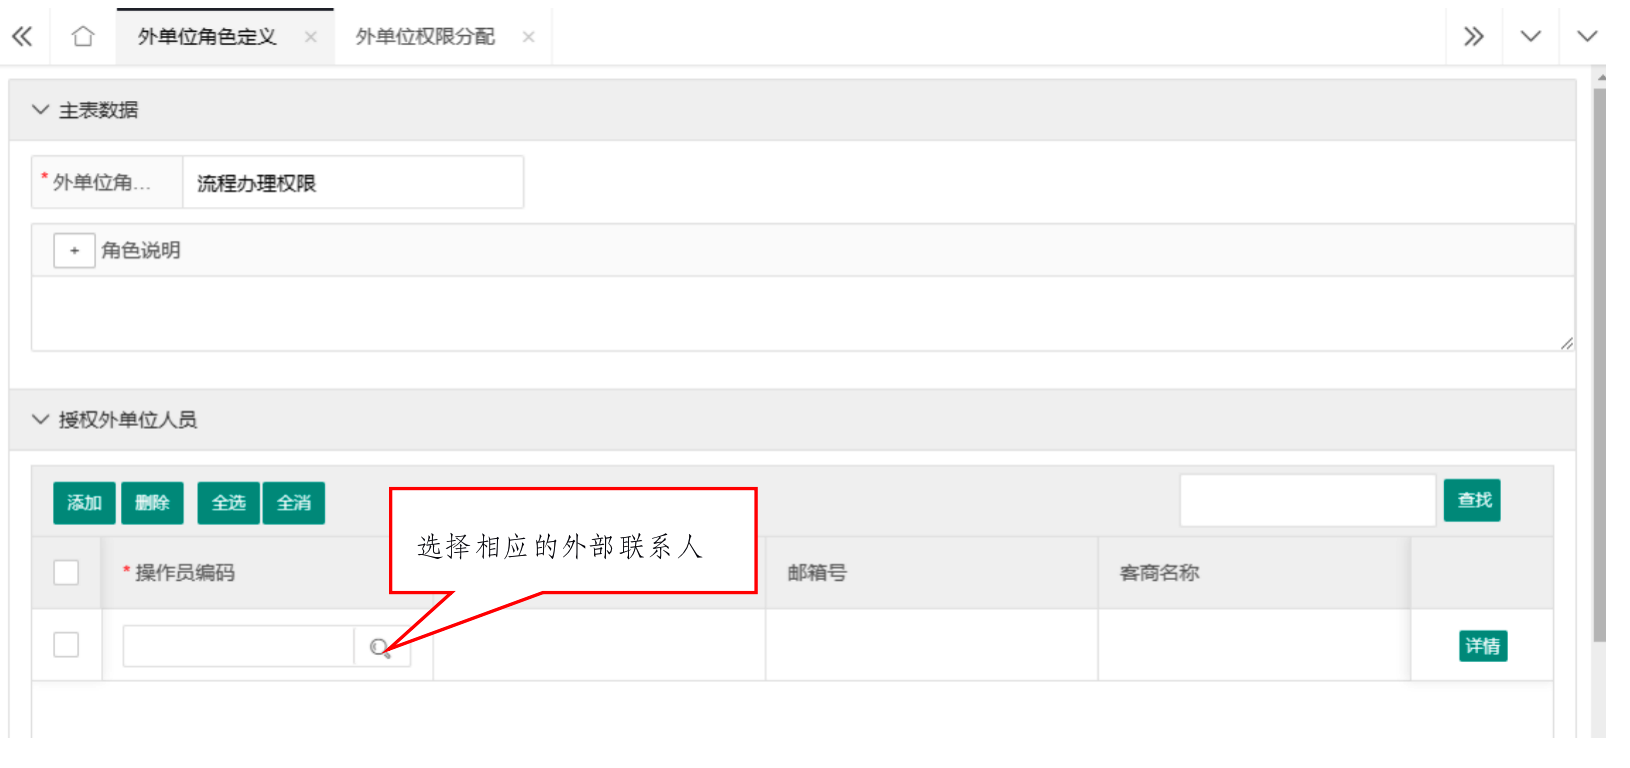 外单位角色定义 × 外单位权限分配 ×
主表数据
*外单位角... 流程办理权限
+ 角色说明
授权外单位人员
添加 删除 全选 全消 查找
选择相应的外部联系人
*操作员编码 邮箱号 客商名称
详情